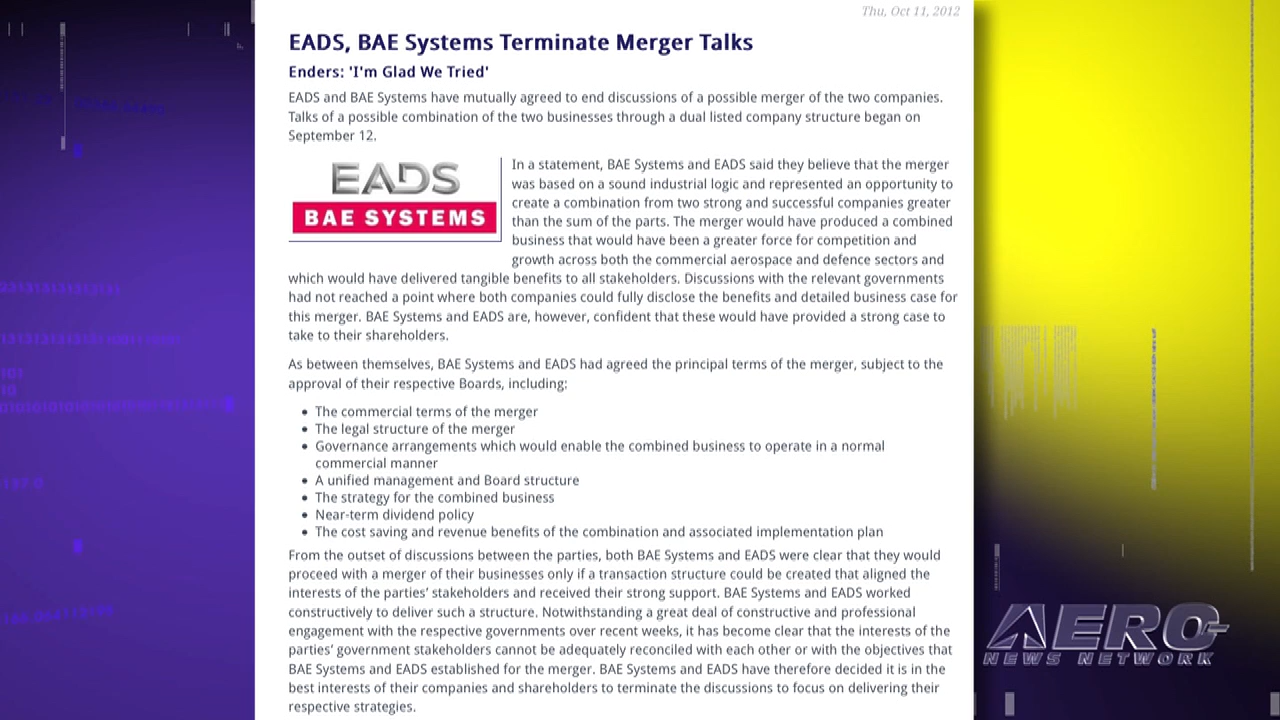 Thu, Oct 11, 2012
EADS, BAE Systems Terminate Merger Talks
Enders: 'I'm Glad We Tried'
EADS and BAE Systems have mutually agreed to end discussions of a possible merger of the two companies.
Talks of a possible combination of the two businesses through a dual listed company structure began on
September 12.
EADS
BAE SYSTEMS
In a statement, BAE Systems and EADS said they believe that the merger
was based on a sound industrial logic and represented an opportunity to
create a combination from two strong and successful companies greater
than the sum of the parts. The merger would have produced a combined
business that would have been a greater force for competition and
growth across both the commercial aerospace and defence sectors and
which would have delivered tangible benefits to all stakeholders. Discussions with the relevant governments
had not reached a point where both companies could fully disclose the benefits and detailed business case for
this merger. BAE Systems and EADS are, however, confident that these would have provided a strong case to
take to their shareholders.
As between themselves, BAE Systems and EADS had agreed the principal terms of the merger, subject to the
approval of their respective Boards, including:
• The commercial terms of the merger
• The legal structure of the merger
• Governance arrangements which would enable the combined business to operate in a normal
commercial manner
• A unified management and Board structure
• The strategy for the combined business
• Near-term dividend policy
• The cost saving and revenue benefits of the combination and associated implementation plan
From the outset of discussions between the parties, both BAE Systems and EADS were clear that they would
proceed with a merger of their businesses only if a transaction structure could be created that aligned the
interests of the parties’ stakeholders and received their strong support. BAE Systems and EADS worked
constructively to deliver such a structure. Notwithstanding a great deal of constructive and professional
engagement with the respective governments over recent weeks, it has become clear that the interests of the
parties’ government stakeholders cannot be adequately reconciled with each other or with the objectives that
BAE Systems and EADS established for the merger. BAE Systems and EADS have therefore decided it is in the
best interests of their companies and shareholders to terminate the discussions to focus on delivering their
respective strategies.
AERO
NEWS NETWORK